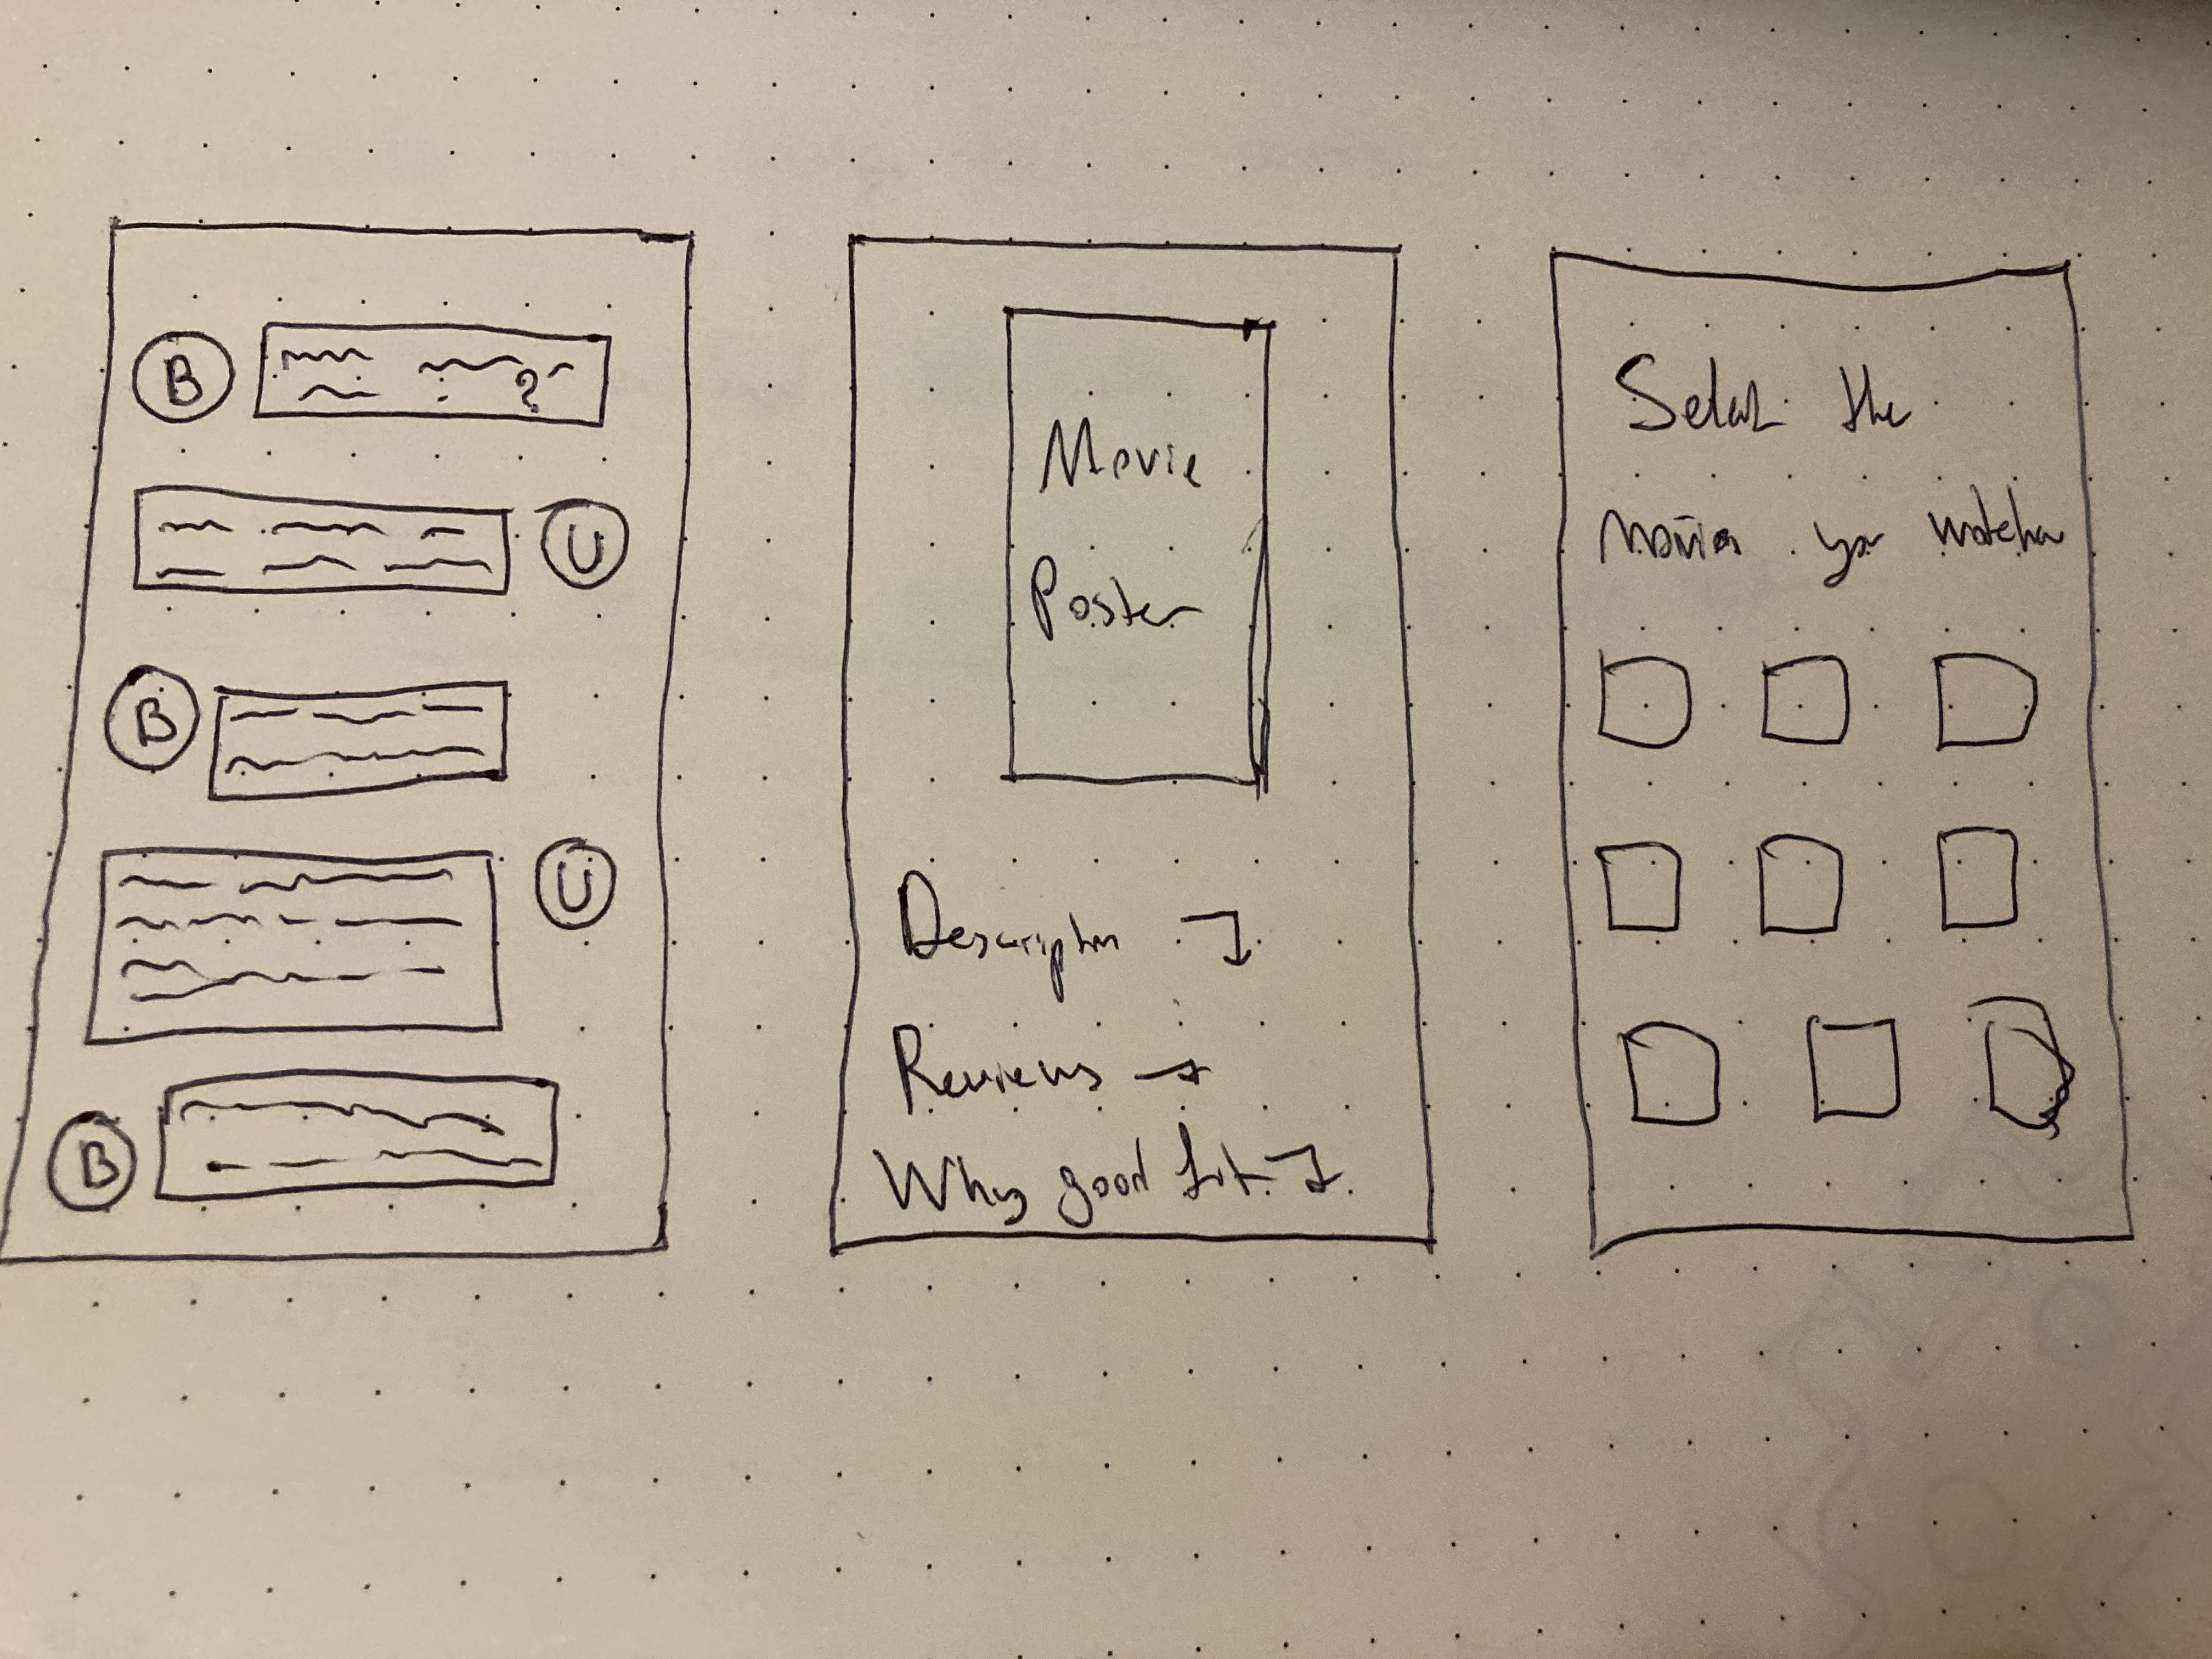 B
?
U
B
U
B
Movie
Poster
Description
Reviews
Why good fit
Select the
Movies you watched